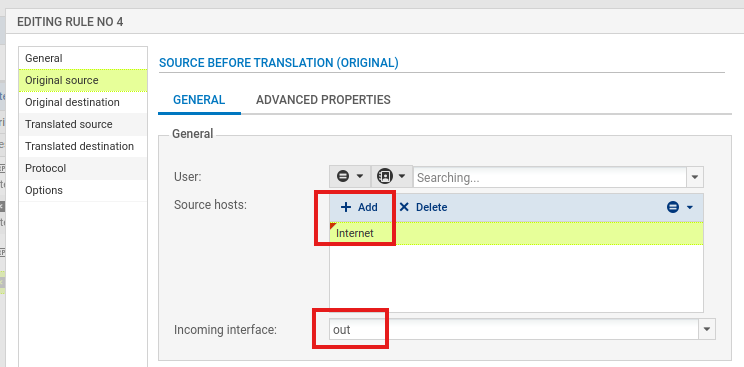 EDITING RULE NO 4
General
Original source
Original destination
Translated source
Translated destination
Protocol
Options
SOURCE BEFORE TRANSLATION (ORIGINAL)
GENERAL ADVANCED PROPERTIES
General
User: Searching...
Source hosts: Add Delete
Internet
Incoming interface: out